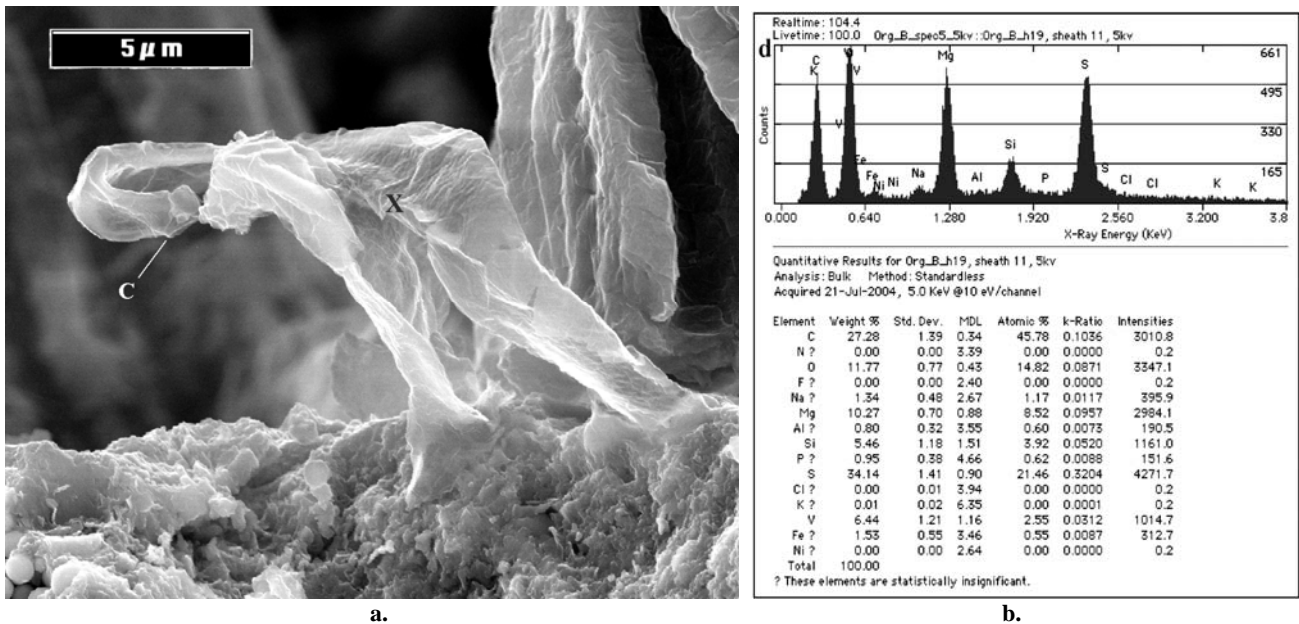 5 µm
X
C
a.
Realtime: 104.4
Livetime: 100.0 Org_B_spec5_5kv::Org_B_h19, sheath 11, 5kv
d
661
495
330
165
Counts
C
K
O
V
V
Fe
Fe
Ni
Ni
Na
Mg
Al
Si
P
S
S
Cl
Cl
K
K
0.000 0.640 1.280 1.920 2.560 3.200 3.8
X-Ray Energy (KeV)
Quantitative Results for Org_B_h19, sheath 11, 5kv
Analysis: Bulk Method: Standardless
Acquired 21-Jul-2004, 5.0 KeV @10 eV/channel
Element Weight % Std. Dev. MDL Atomic % k-Ratio Intensities
C 27.28 1.39 0.34 45.78 0.1036 3010.8
N ? 0.00 0.00 3.39 0.00 0.0000 0.2
O 11.77 0.77 0.43 14.82 0.0871 3347.1
F ? 0.00 0.00 2.40 0.00 0.0000 0.2
Na ? 1.34 0.48 2.67 1.17 0.0117 395.9
Mg 10.27 0.70 0.88 8.52 0.0957 2984.1
Al ? 0.80 0.32 3.55 0.60 0.0073 190.5
Si 5.46 1.18 1.51 3.92 0.0520 1161.0
P ? 0.95 0.38 4.66 0.62 0.0088 151.6
S 34.14 1.41 0.90 21.46 0.3204 4271.7
Cl ? 0.00 0.01 3.94 0.00 0.0000 0.2
K ? 0.01 0.02 6.35 0.00 0.0001 0.2
V 6.44 1.21 1.16 2.55 0.0312 1014.7
Fe ? 1.53 0.55 3.46 0.55 0.0087 312.7
Ni ? 0.00 0.00 2.64 0.00 0.0000 0.2
Total 100.00
? These elements are statistically insignificant.
b.